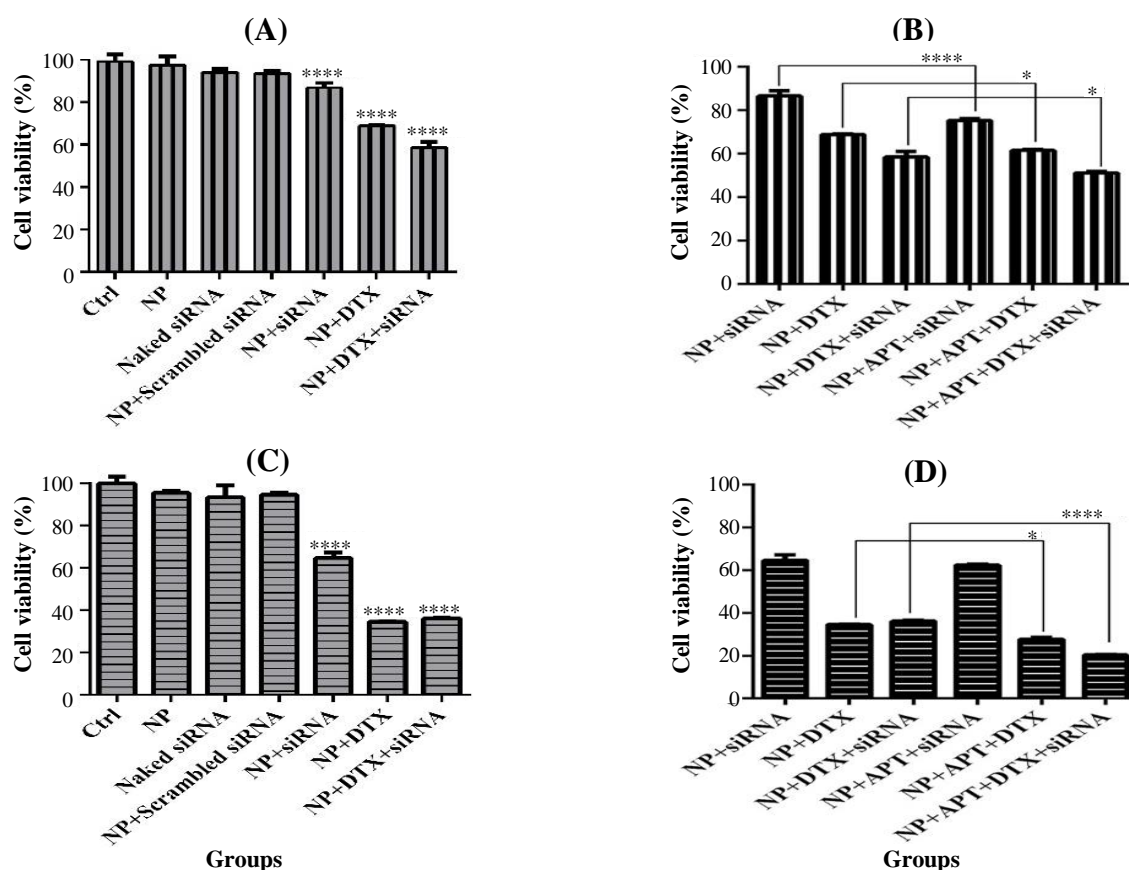 (A)
Cell viability (%)
100
80
60
40
20
0
****
****
****
Ctrl
NP
Naked siRNA
NP+Scrambled siRNA
NP+siRNA
NP+DTX
NP+DTX+siRNA
(B)
Cell viability (%)
100
80
60
40
20
0
****
*
*
NP+siRNA
NP+DTX
NP+DTX+siRNA
NP+APT+siRNA
NP+APT+DTX
NP+APT+DTX+siRNA
(C)
Cell viability (%)
100
80
60
40
20
0
****
****
****
Ctrl
NP
Naked siRNA
NP+Scrambled siRNA
NP+siRNA
NP+DTX
NP+DTX+siRNA
Groups
(D)
Cell viability (%)
100
80
60
40
20
0
****
*
NP+siRNA
NP+DTX
NP+DTX+siRNA
NP+APT+siRNA
NP+APT+DTX
NP+APT+DTX+siRNA
Groups